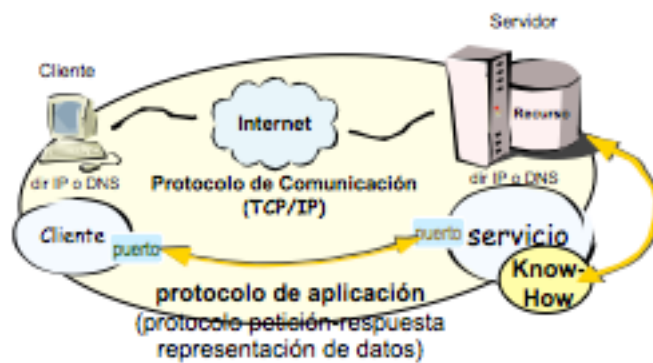 Servidor
Cliente
Internet
Recurso
dir IP o DNS
Protocolo de Comunicación
(TCP/IP)
dir IP o DNS
Cliente
puerto
puerto
servicio
Know-
How
protocolo de aplicación
(protocolo petición-respuesta
representación de datos)